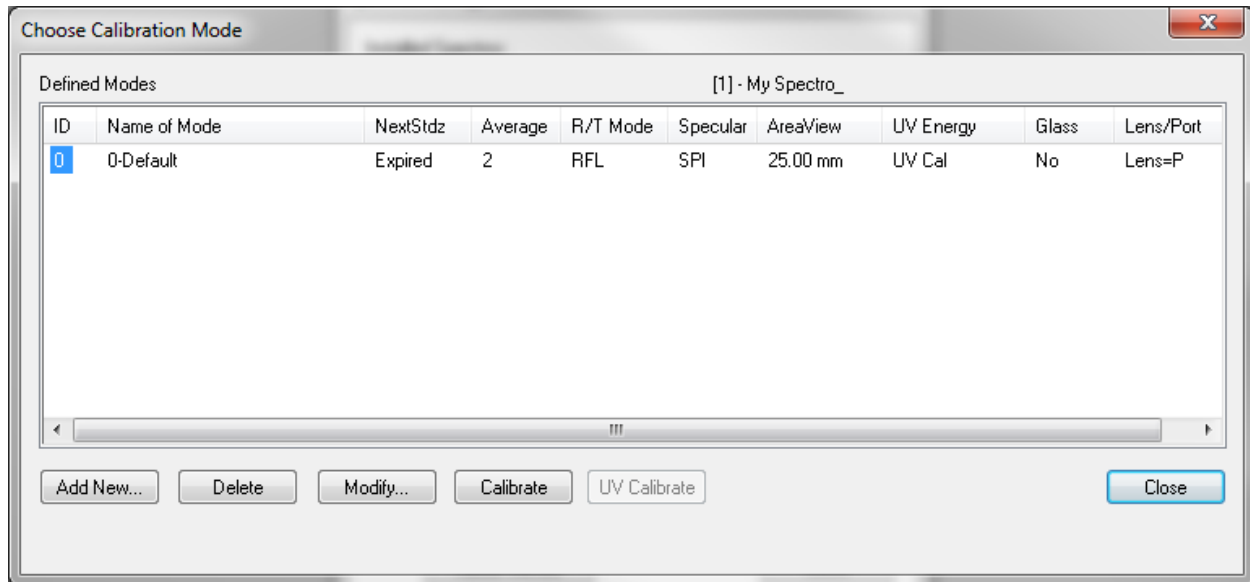 Choose Calibration Mode
Defined Modes [1] - My Spectro_
ID Name of Mode NextStdz Average R/T Mode Specular AreaView UV Energy Glass Lens/Port
0 0-Default Expired 2 RFL SPI 25.00 mm UV Cal No Lens=P
Add New... Delete Modify... Calibrate UV Calibrate Close